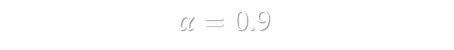 α = 0.9